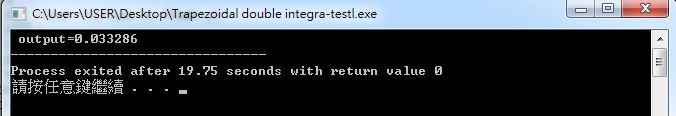 C:\Users\USER\Desktop\Trapezoidal double integra-testl.exe
output=0.033286
--------------------------------
Process exited after 19.75 seconds with return value 0
請按任意鍵繼續 . . .